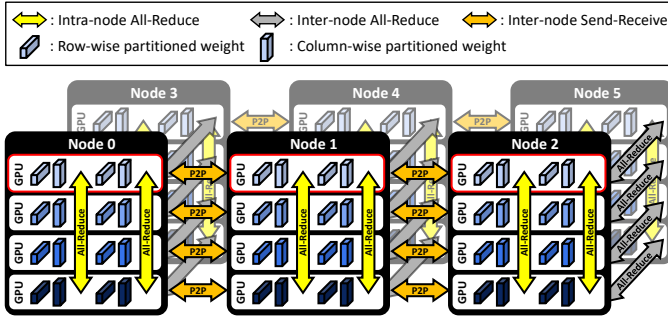 : Intra-node All-Reduce : Inter-node All-Reduce : Inter-node Send-Receive
: Row-wise partitioned weight : Column-wise partitioned weight
Node 3 Node 4 Node 5
GPU P2P GPU P2P GPU
Node 0 Node 1 Node 2
GPU P2P GPU P2P GPU All-Reduce
GPU P2P GPU P2P GPU All-Reduce
All-Reduce All-Reduce All-Reduce All-Reduce All-Reduce All-Reduce
GPU P2P GPU P2P GPU All-Reduce
GPU P2P GPU P2P GPU All-Reduce